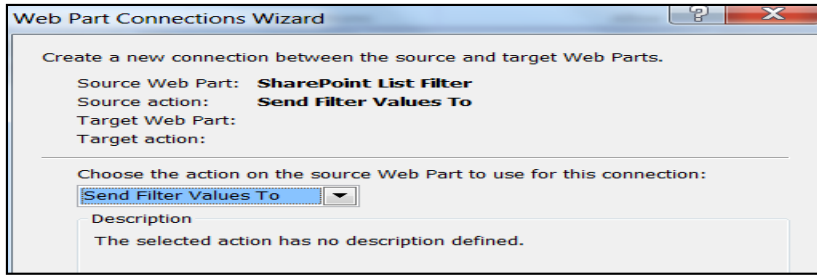 Web Part Connections Wizard
Create a new connection between the source and target Web Parts.
Source Web Part: SharePoint List Filter
Source action: Send Filter Values To
Target Web Part:
Target action:
Choose the action on the source Web Part to use for this connection:
Send Filter Values To
Description
The selected action has no description defined.